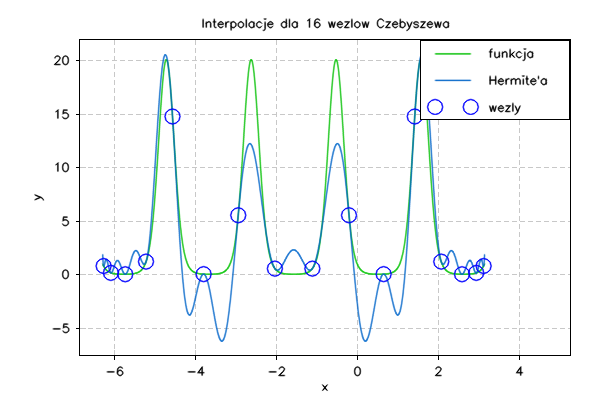 Interpolacje dla 16 wezlow Czebyszewa
funkcja
Hermite'a
wezly
20
15
10
5
0
−5
y
−6 −4 −2 0 2 4
x